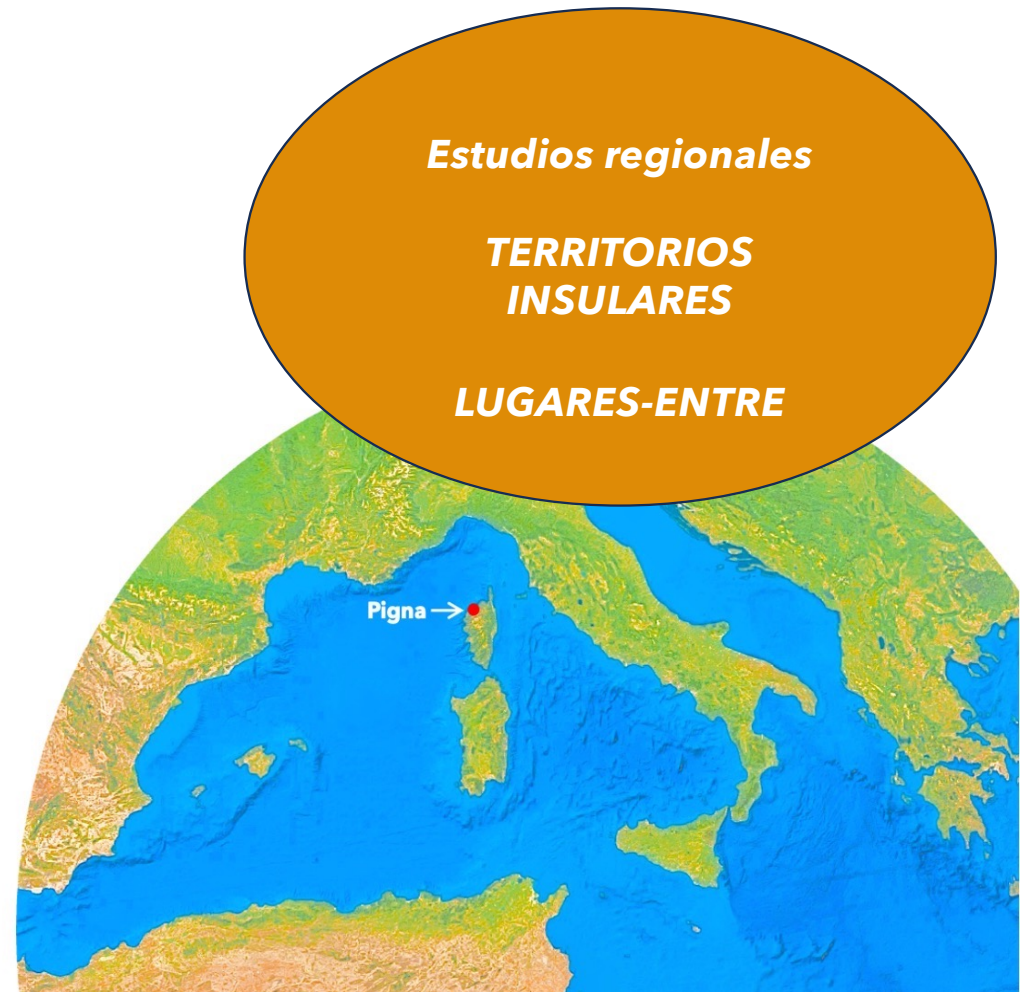 Estudios regionales
TERRITORIOS
INSULARES
LUGARES-ENTRE
Pigna